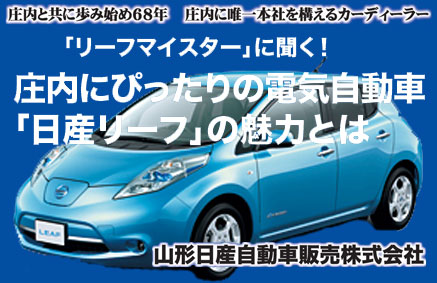 庄内と共に歩み始め68年　庄内に唯一本社を構えるカーディーラー
「リーフマイスター」に聞く！
庄内にぴったりの電気自動車
「日産リーフ」の魅力とは
LEAF
山形日産自動車販売株式会社